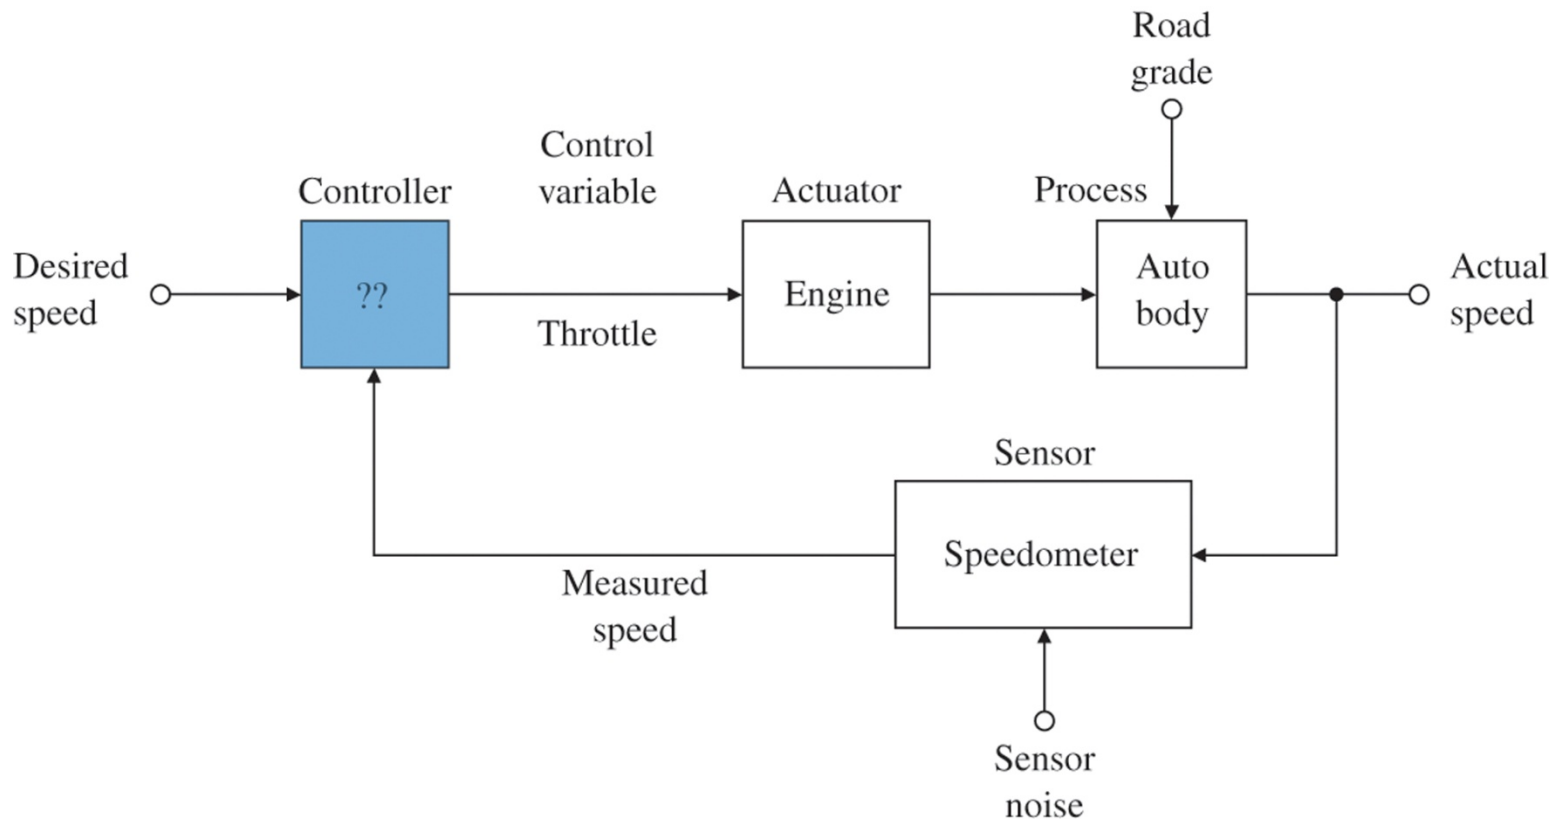 Road
grade
Control
variable
Controller
Actuator
Process
Desired
speed
??
Throttle
Engine
Auto
body
Actual
speed
Sensor
Speedometer
Measured
speed
Sensor
noise